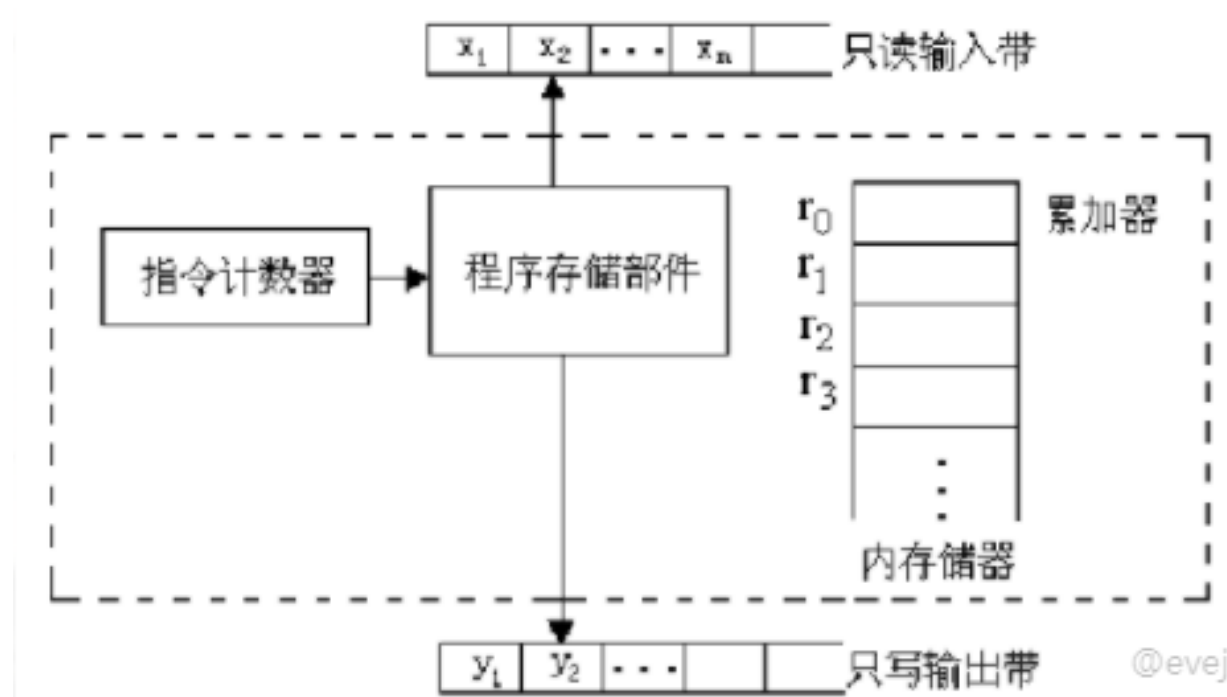 x₁ x₂ ··· xₙ 只读输入带
指令计数器
程序存储部件
r₀ 累加器
r₁
r₂
r₃
内存储器
y₁ y₂ ··· 只写输出带
@evej